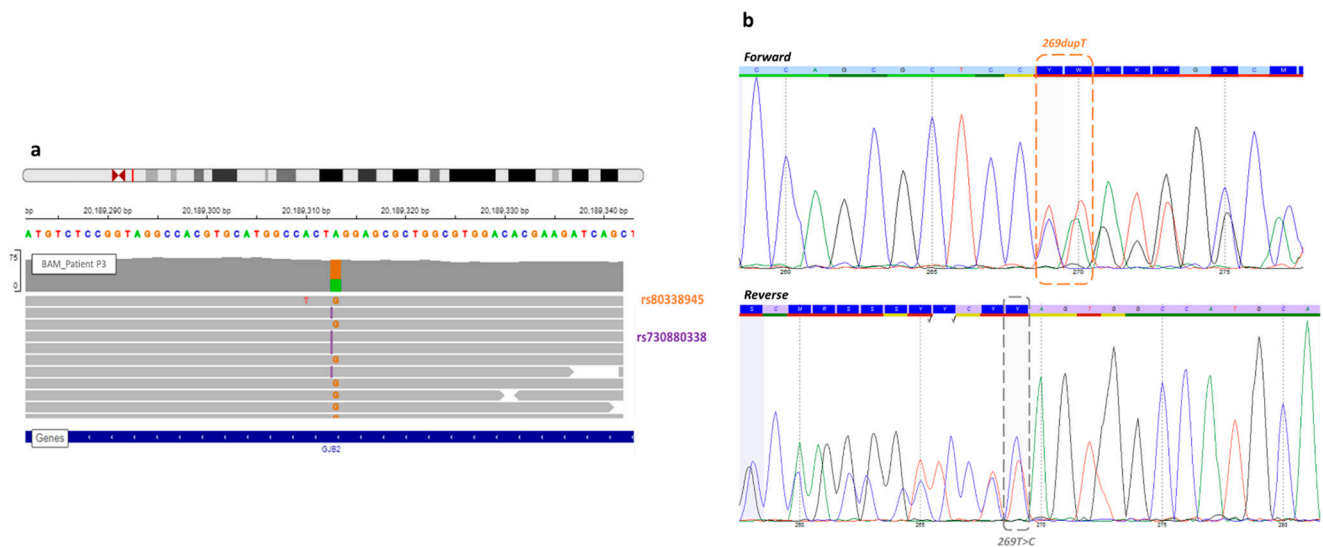 a
bp 20,189,290 bp 20,189,300 bp 20,189,310 bp 20,189,320 bp 20,189,330 bp 20,189,340 bp
ATGTCTCCGGTAGGCCACGTGCATGGCCACTAGGAGCGCTGGCGTGGACACGAAGATCAGCT
75
BAM_Patient P3
0
T G
rs80338945
G
rs730880338
G
G
G
G
G
Genes
GJB2
b
269dupT
Forward
C C A G C G C T C C Y W R K K G S C M
260 265 270 275
Reverse
S C M R S S S Y Y C Y Y A G T G G C C A T G C A
260 265 270 275 280
269T>C